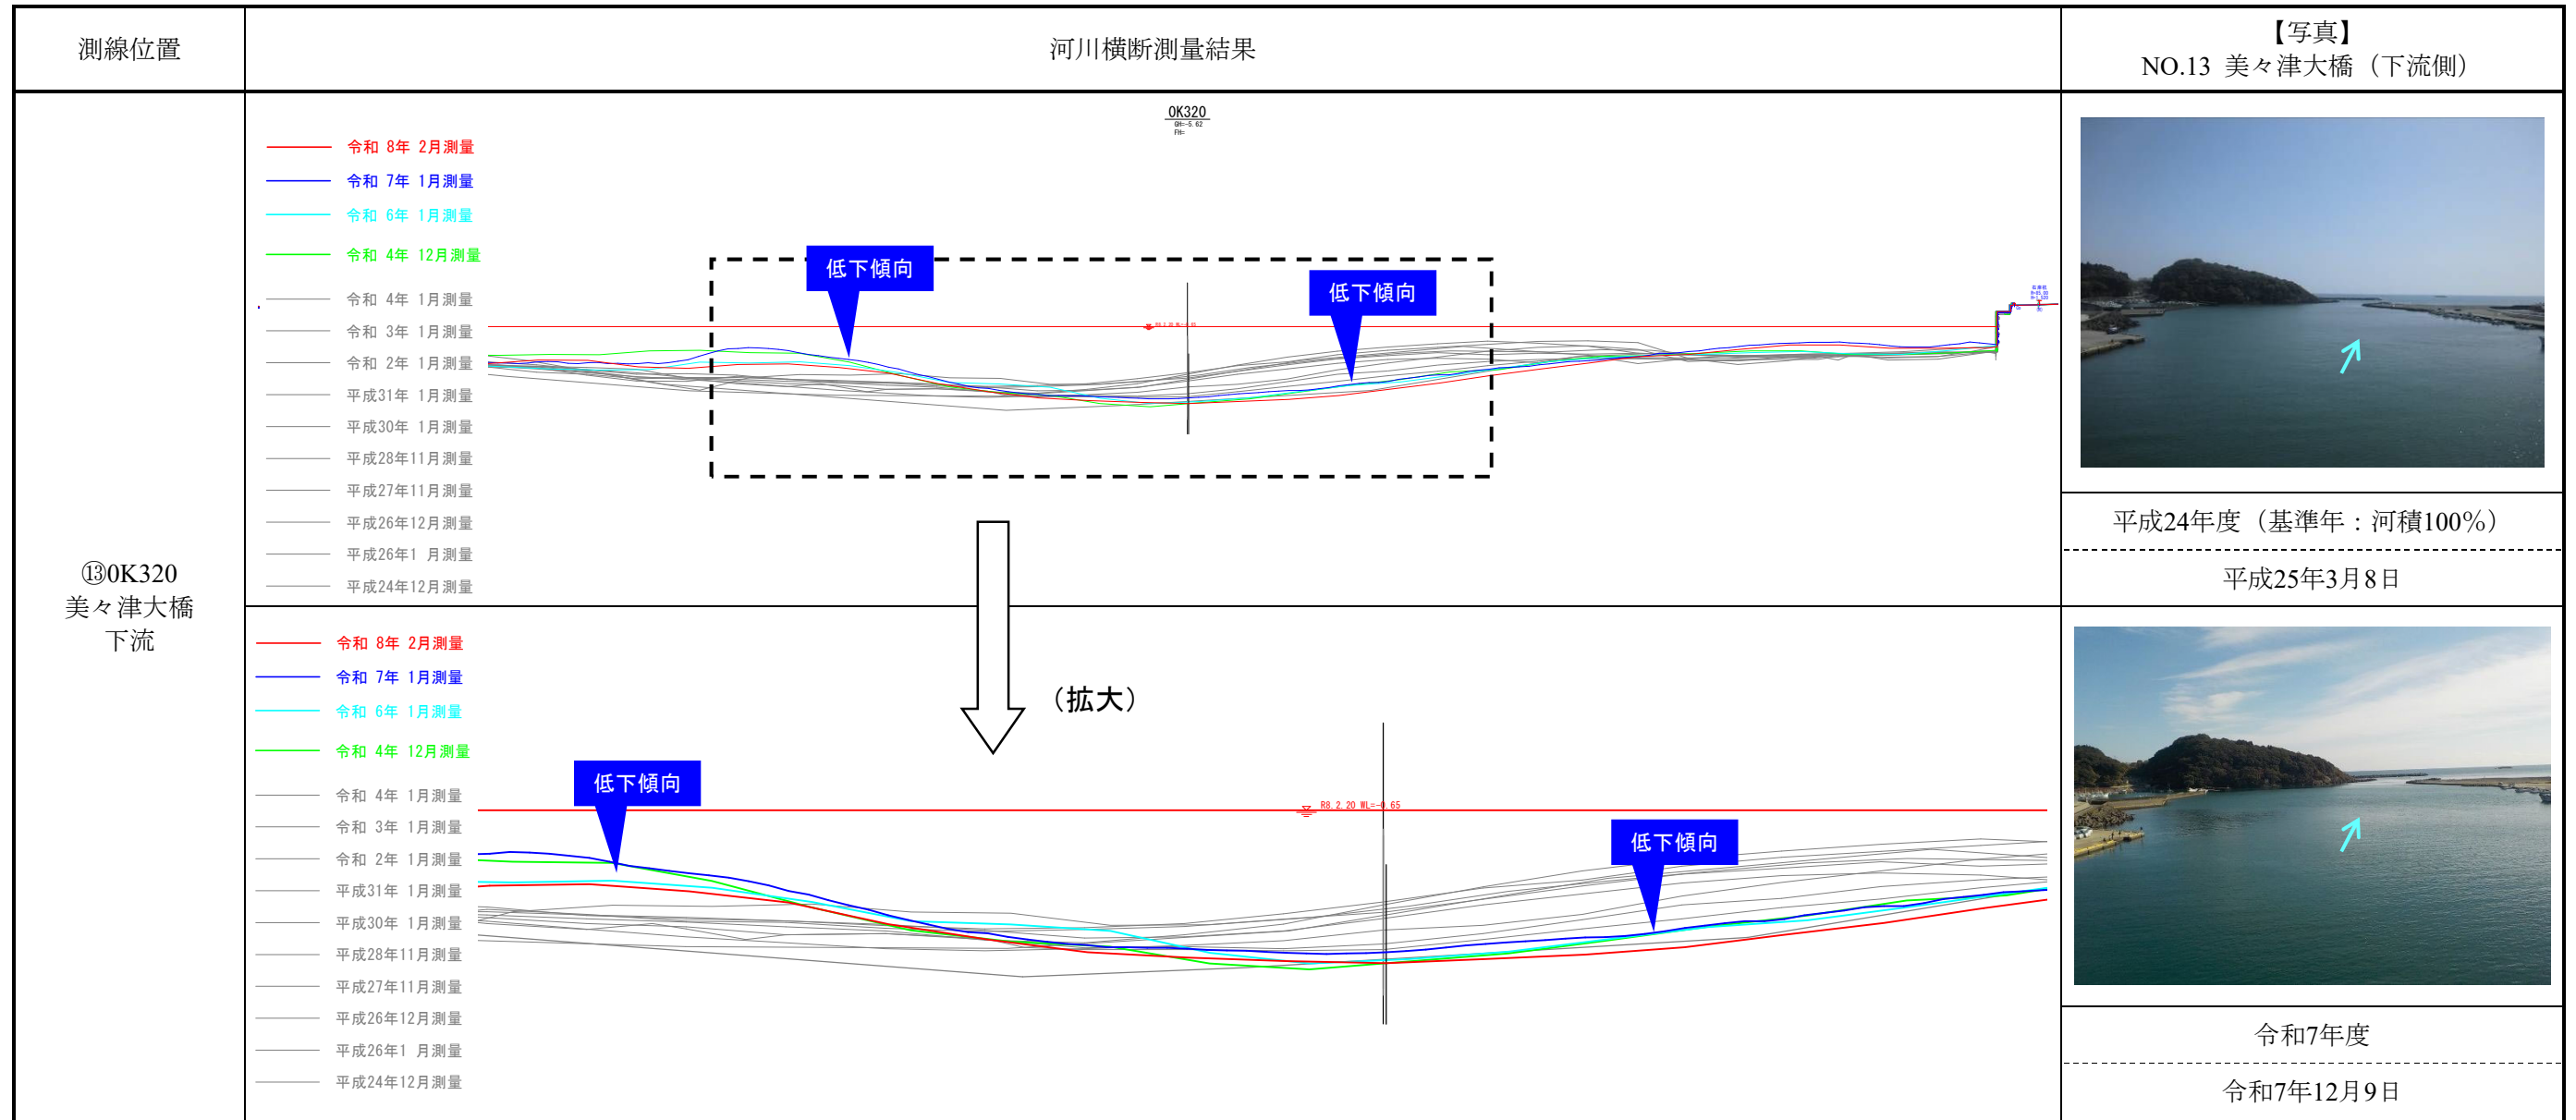 測線位置
河川横断測量結果
【写真】
NO.13 美々津大橋（下流側）
⑬0K320
美々津大橋
下流
0K320
GH=-5.62
FH=
令和 8年 2月測量
令和 7年 1月測量
令和 6年 1月測量
令和 4年 12月測量
令和 4年 1月測量
令和 3年 1月測量
令和 2年 1月測量
平成31年 1月測量
平成30年 1月測量
平成28年11月測量
平成27年11月測量
平成26年12月測量
平成26年1 月測量
平成24年12月測量
低下傾向
低下傾向
平成24年度（基準年：河積100％）
平成25年3月8日
（拡大）
令和 8年 2月測量
令和 7年 1月測量
令和 6年 1月測量
令和 4年 12月測量
令和 4年 1月測量
令和 3年 1月測量
令和 2年 1月測量
平成31年 1月測量
平成30年 1月測量
平成28年11月測量
平成27年11月測量
平成26年12月測量
平成26年1 月測量
平成24年12月測量
低下傾向
R8.2.20 WL=-0.65
低下傾向
令和7年度
令和7年12月9日